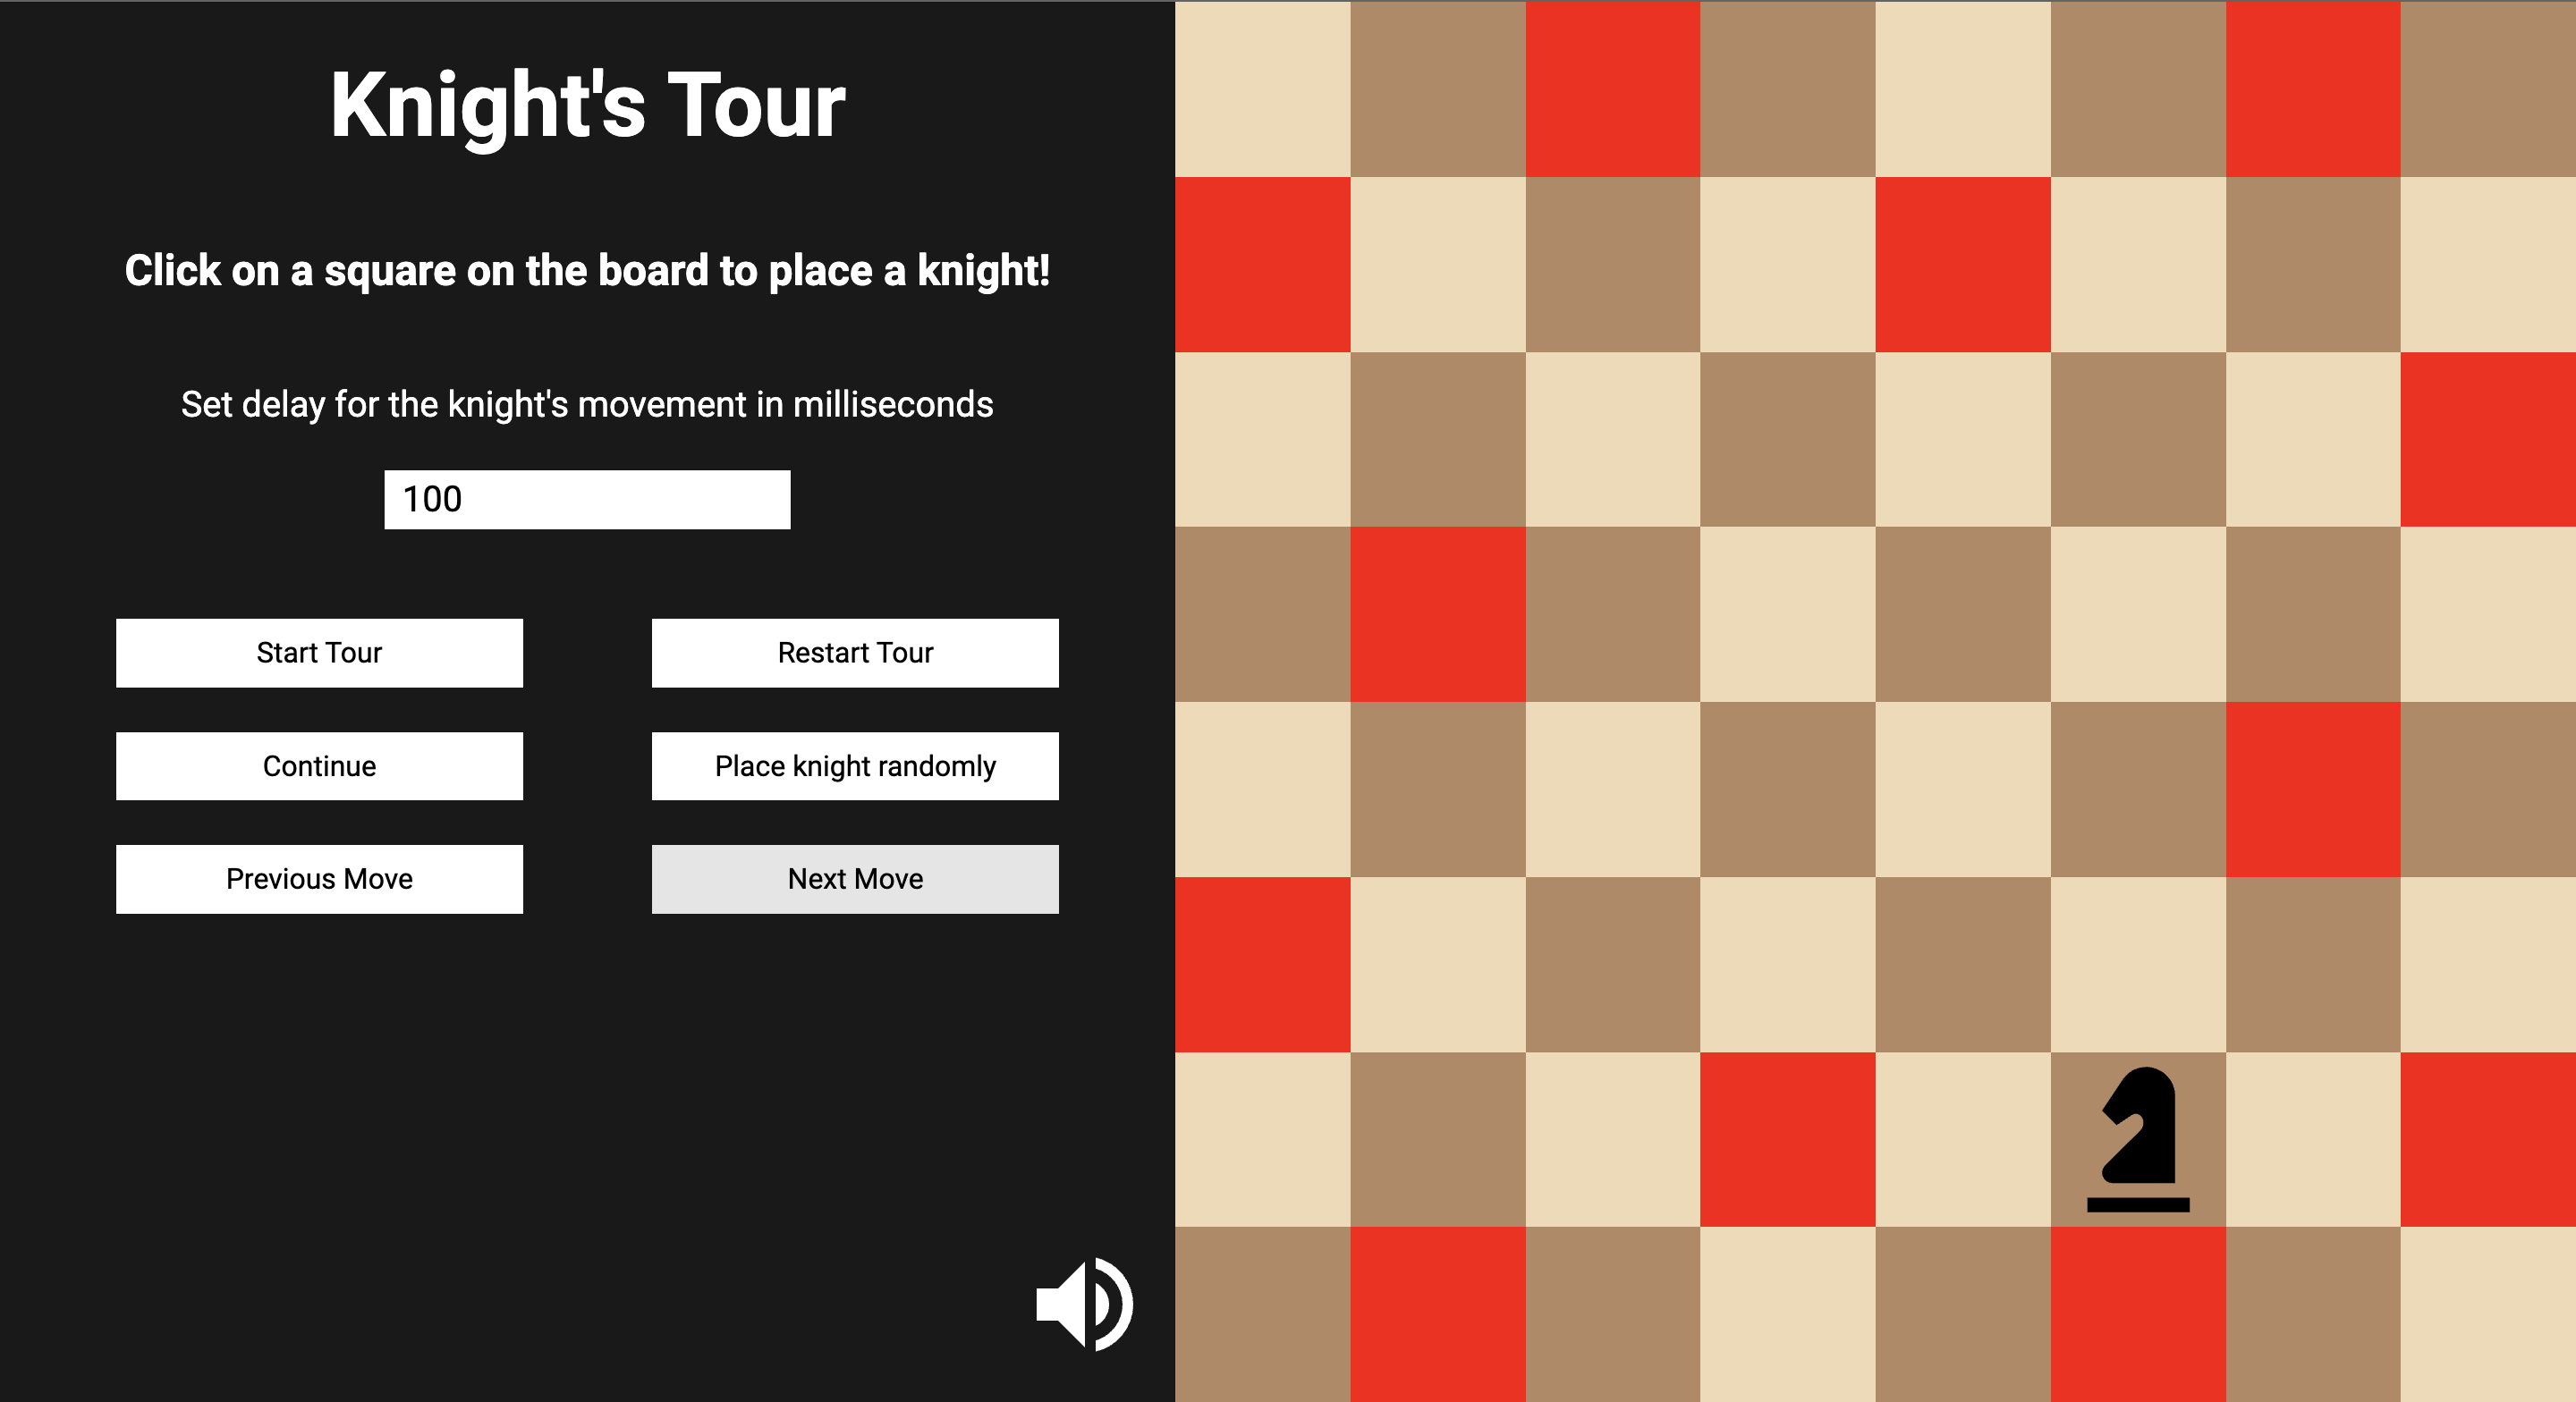 Knight's Tour
Click on a square on the board to place a knight!
Set delay for the knight's movement in milliseconds
100
Start Tour
Restart Tour
Continue
Place knight randomly
Previous Move
Next Move